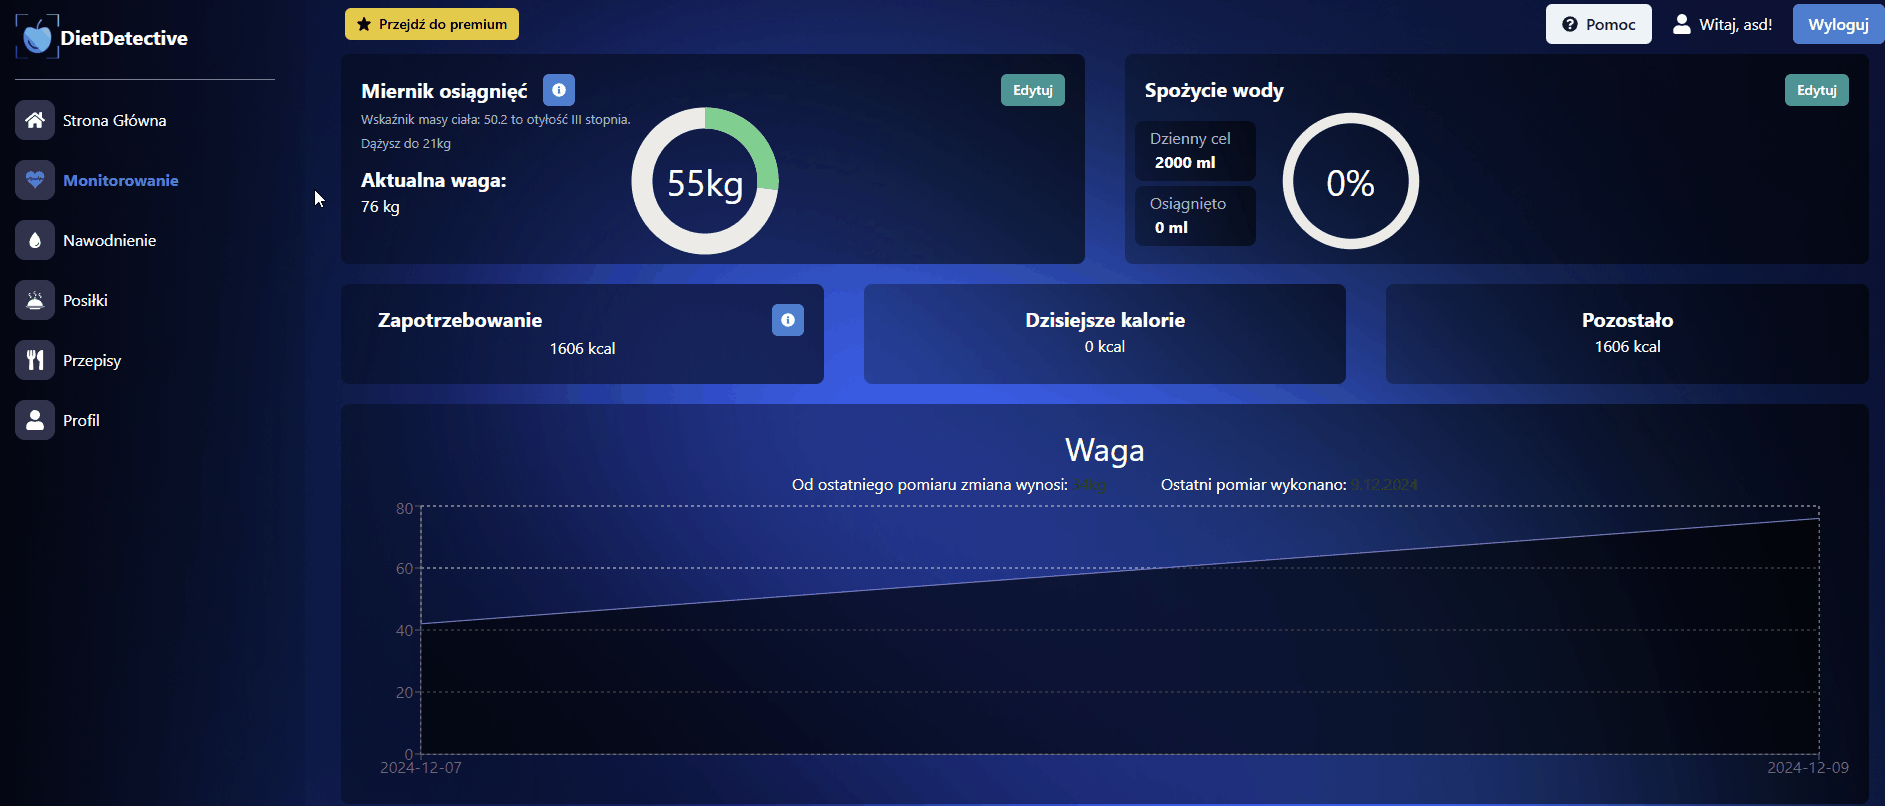 DietDetective
Przejdź do premium
Pomoc
Witaj, asd!
Wyloguj
Strona Główna
Monitorowanie
Nawodnienie
Posiłki
Przepisy
Profil
Miernik osiągnięć
Edytuj
Wskaźnik masy ciała: 50.2 to otyłość III stopnia.
Dążysz do 21kg
Aktualna waga:
76 kg
55kg
Spożycie wody
Edytuj
Dzienny cel
2000 ml
Osiągnięto
0 ml
0%
Zapotrzebowanie
1606 kcal
Dzisiejsze kalorie
0 kcal
Pozostało
1606 kcal
Waga
Od ostatniego pomiaru zmiana wynosi:
Ostatni pomiar wykonano: 9.12.2024
80
60
40
20
0
2024-12-07
2024-12-09